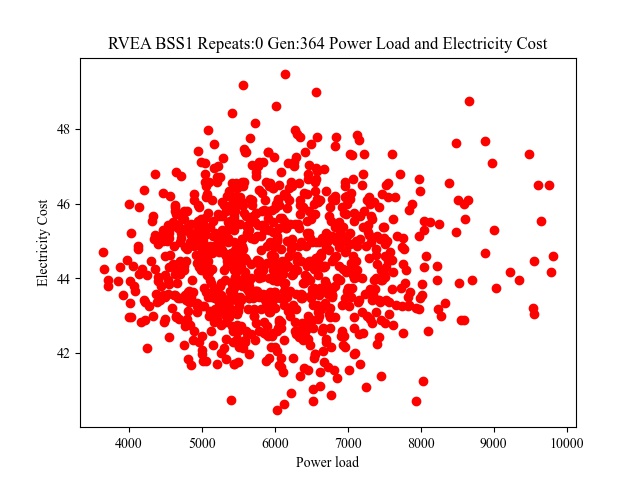 RVEA BSS1 Repeats:0 Gen:364 Power Load and Electricity Cost
48
46
44
42
Electricity Cost
4000 5000 6000 7000 8000 9000 10000
Power load